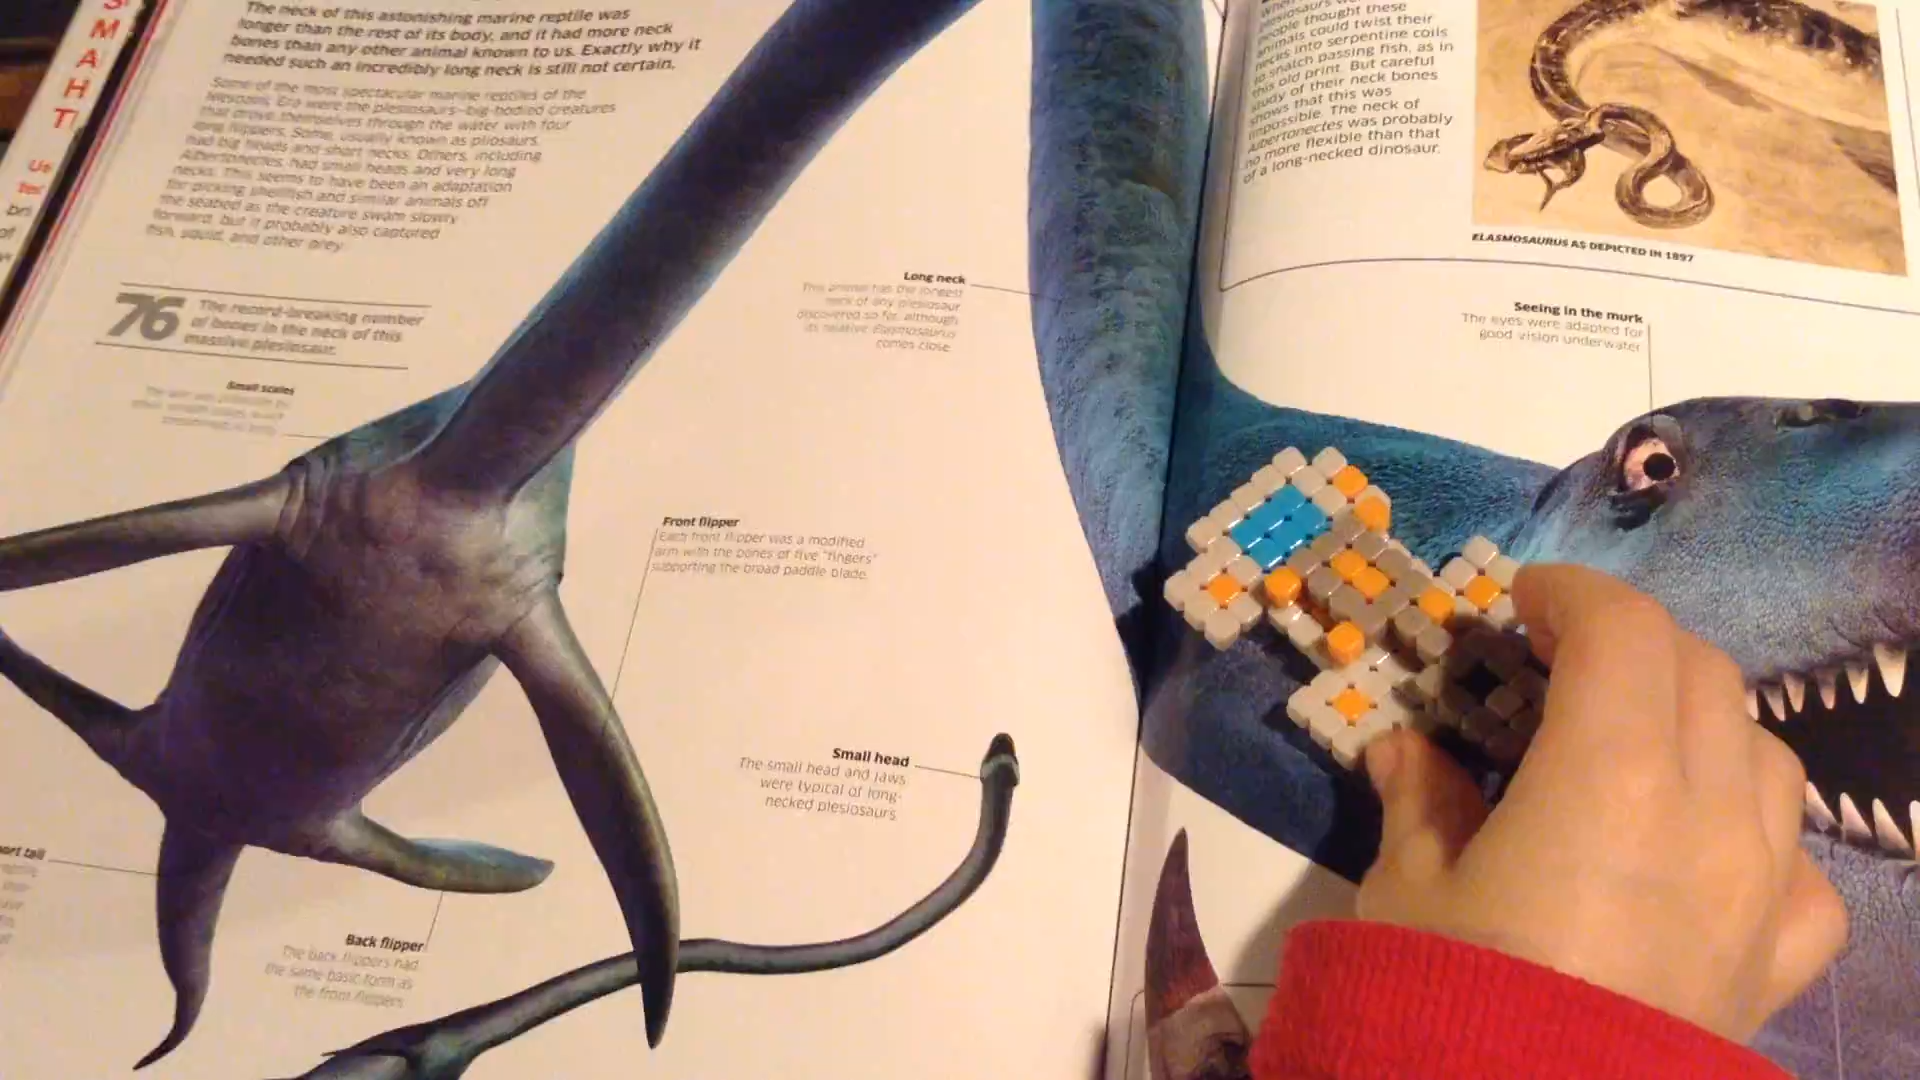 S
M
A
H
T
The neck of this astonishing marine reptile was
longer than the rest of its body, and it had more neck
bones than any other animal known to us. Exactly why it
needed such an incredibly long neck is still not certain.
Some of the most spectacular marine reptiles of the
Mesozoic Era were the plesiosaurs—big-bodied creatures
that drove themselves through the water with four
long flippers. Some, usually known as pliosaurs,
had big heads and short necks. Others, including
Albertonectes, had small heads and very long
necks. This seems to have been an adaptation
for picking shellfish and similar animals off
the seabed as the creature swam slowly
forward, but it probably also captured
fish, squid, and other prey.
76
The record-breaking number
of bones in the neck of this
massive plesiosaur.
Small scales
Long neck
This animal has the longest
neck of any plesiosaur
discovered so far, although
its relative Elasmosaurus
comes close.
Front flipper
Each front flipper was a modified
arm with the bones of five "fingers"
supporting the broad paddle blade.
Small head
The small head and jaws
were typical of long-
necked plesiosaurs.
tail
Back flipper
The back flippers had
the same basic form as
the front flippers.
people thought these
animals could twist their
necks into serpentine coils
to snatch passing fish, as in
this old print. But careful
study of their neck bones
shows that this was
impossible. The neck of
Albertonectes was probably
no more flexible than that
of a long-necked dinosaur.
ELASMOSAURUS AS DEPICTED IN 1897
Seeing in the murk
The eyes were adapted for
good vision underwater.